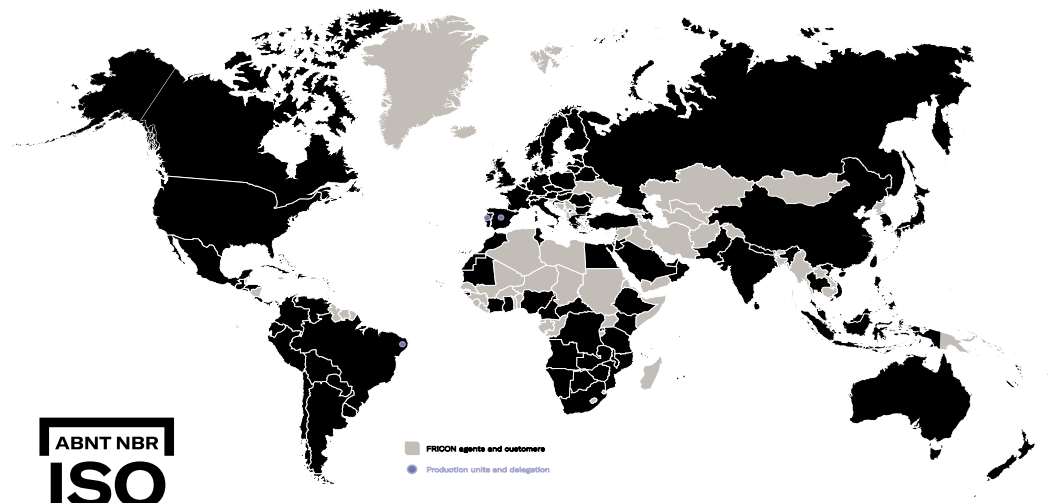 FRICON agents and customers
Production units and delegation
ABNT NBR
ISO